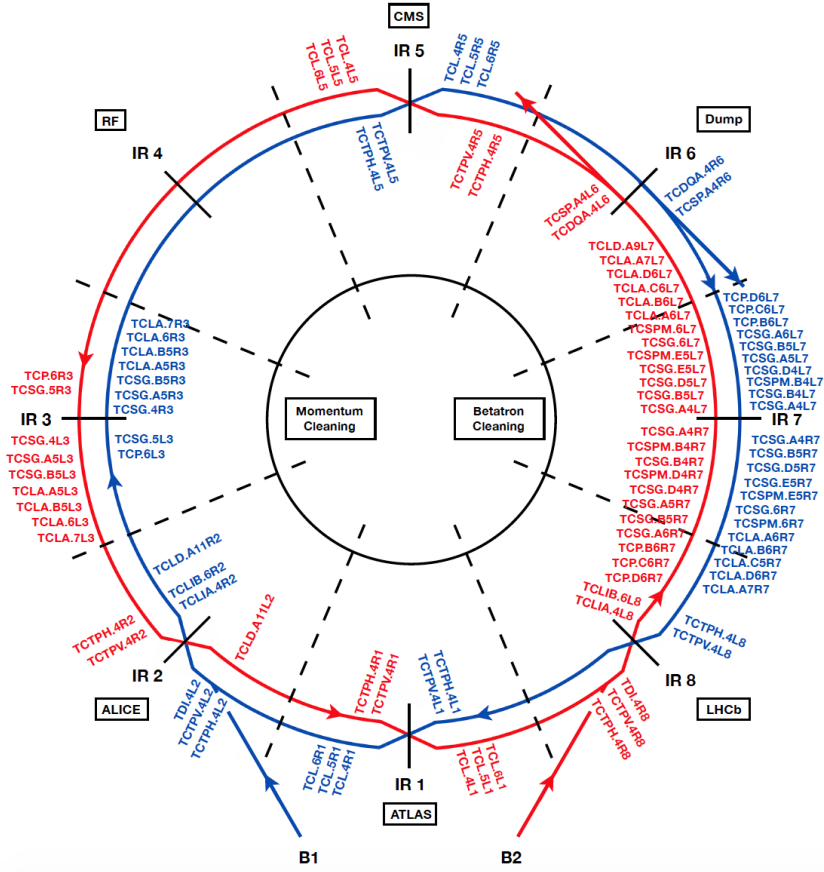 CMS
IR 5
TCL.4L5
TCL.5L5
TCL.6L5
TCL.4R5
TCL.5R5
TCL.6R5
TCTPV.4L5
TCTPH.4L5
TCTPV.4R5
TCTPH.4R5
RF
IR 4
Dump
IR 6
TCDQA.4R6
TCSP.A4R6
TCSP.A4L6
TCDQA.4L6
TCLD.A9L7
TCLA.A7L7
TCLA.D6L7
TCLA.C6L7
TCLA.B6L7
TCLA.A6L7
TCSPM.6L7
TCSG.6L7
TCSPM.E5L7
TCSG.E5L7
TCSG.D5L7
TCSG.B5L7
TCSG.A4L7
TCP.D6L7
TCP.C6L7
TCP.B6L7
TCSG.A6L7
TCSG.B5L7
TCSG.A5L7
TCSG.D4L7
TCSPM.B4L7
TCSG.B4L7
TCSG.A4L7
IR 7
TCSG.A4R7
TCSPM.B4R7
TCSG.B4R7
TCSPM.D4R7
TCSG.D4R7
TCSG.A5R7
TCSG.B5R7
TCSG.A6R7
TCP.B6R7
TCP.C6R7
TCP.D6R7
TCSG.A4R7
TCSG.B5R7
TCSG.D5R7
TCSG.E5R7
TCSPM.E5R7
TCSG.6R7
TCSPM.6R7
TCLA.A6R7
TCLA.B6R7
TCLA.C5R7
TCLA.D6R7
TCLA.A7R7
TCLA.7R3
TCLA.6R3
TCLA.B5R3
TCLA.A5R3
TCSG.B5R3
TCSG.A5R3
TCSG.4R3
TCP.6R3
TCSG.5R3
IR 3
TCSG.5L3
TCP.6L3
TCSG.4L3
TCSG.A5L3
TCSG.B5L3
TCLA.A5L3
TCLA.B5L3
TCLA.6L3
TCLA.7L3
Momentum
Cleaning
Betatron
Cleaning
TCLD.A11R2
TCLIB.6R2
TCLIA.4R2
TCTPH.4R2
TCTPV.4R2
TCLD.A11L2
IR 2
ALICE
TDI.4L2
TCTPV.4L2
TCTPH.4L2
TCTPH.4R1
TCTPV.4R1
TCTPH.4L1
TCTPV.4L1
TCL.6R1
TCL.5R1
TCL.4R1
TCL.6L1
TCL.5L1
TCL.4L1
IR 1
ATLAS
TCLIB.6L8
TCLIA.4L8
TCTPH.4L8
TCTPV.4L8
IR 8
LHCb
TDI.4R8
TCTPV.4R8
TCTPH.4R8
B1
B2